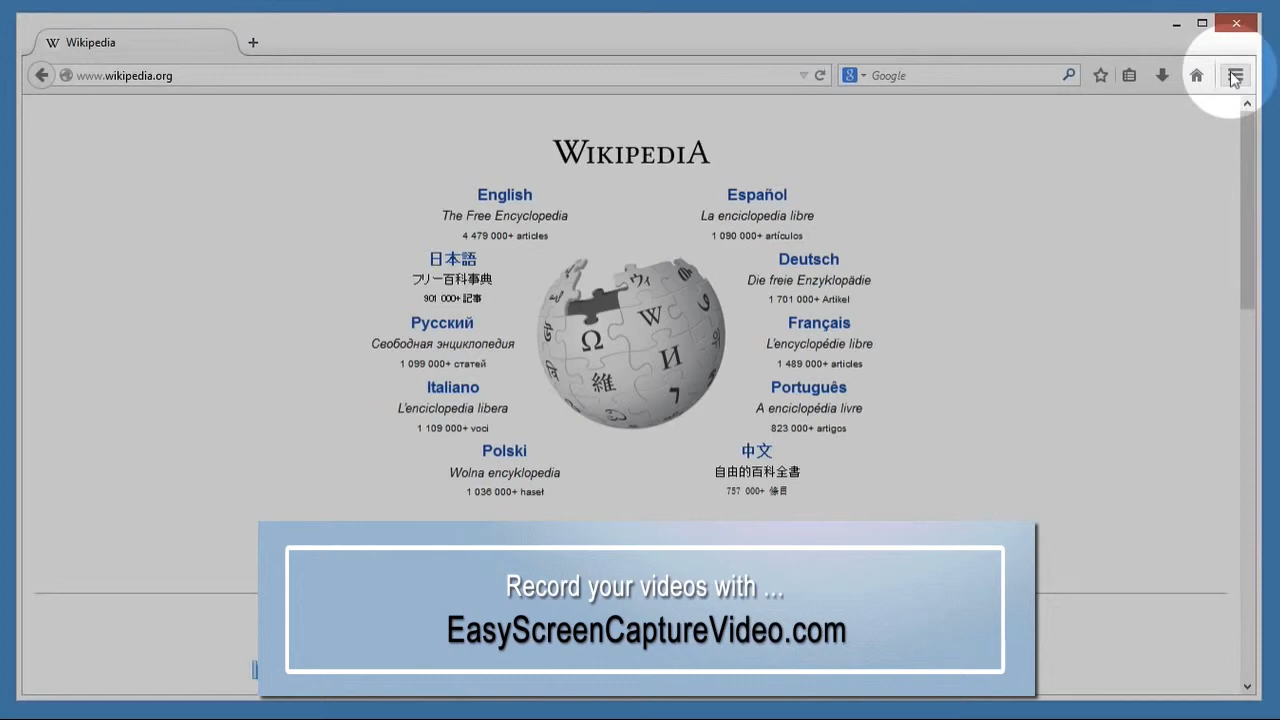 Wikipedia
www.wikipedia.org
Google
WIKIPEDIA
English
The Free Encyclopedia
4 479 000+ articles
Español
La enciclopedia libre
1 090 000+ artículos
日本語
フリー百科事典
901 000+ 記事
Deutsch
Die freie Enzyklopädie
1 701 000+ Artikel
Русский
Свободная энциклопедия
1 099 000+ статей
Français
L'encyclopédie libre
1 489 000+ articles
Italiano
L'enciclopedia libera
1 109 000+ voci
Português
A enciclopédia livre
823 000+ artigos
Polski
Wolna encyklopedia
1 036 000+ haseł
中文
自由的百科全書
757 000+ 條目
Record your videos with ...
EasyScreenCaptureVideo.com